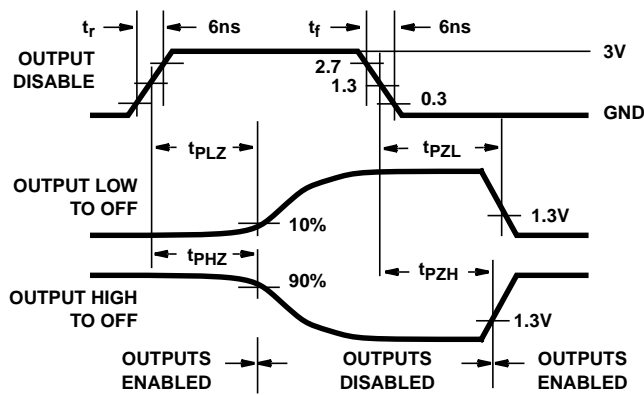 tr 6ns tf 6ns
OUTPUT
DISABLE
3V
2.7
1.3
0.3
GND
tPLZ tPZL
OUTPUT LOW
TO OFF
10%
1.3V
tPHZ
90%
tPZH
OUTPUT HIGH
TO OFF
1.3V
OUTPUTS
ENABLED
OUTPUTS
DISABLED
OUTPUTS
ENABLED